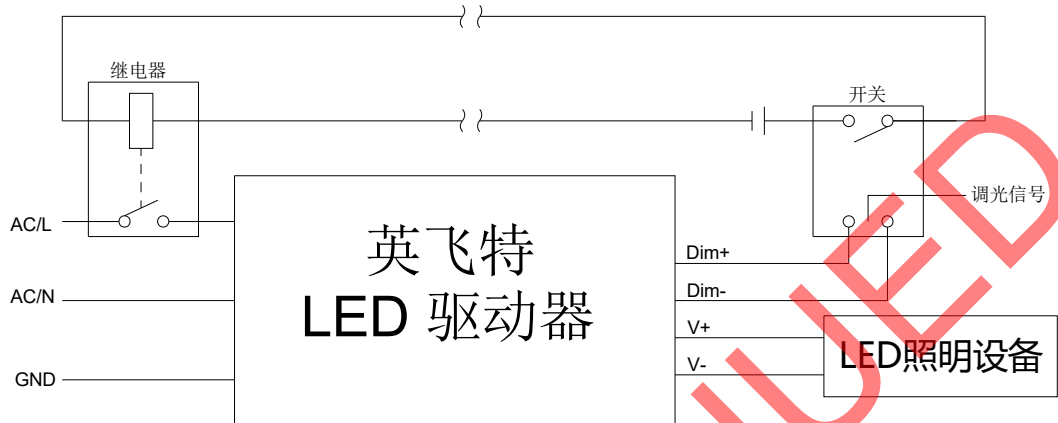 继电器
开关
调光信号
AC/L
英飞特
LED 驱动器
Dim+
AC/N
Dim-
V+
LED照明设备
V-
GND
UED